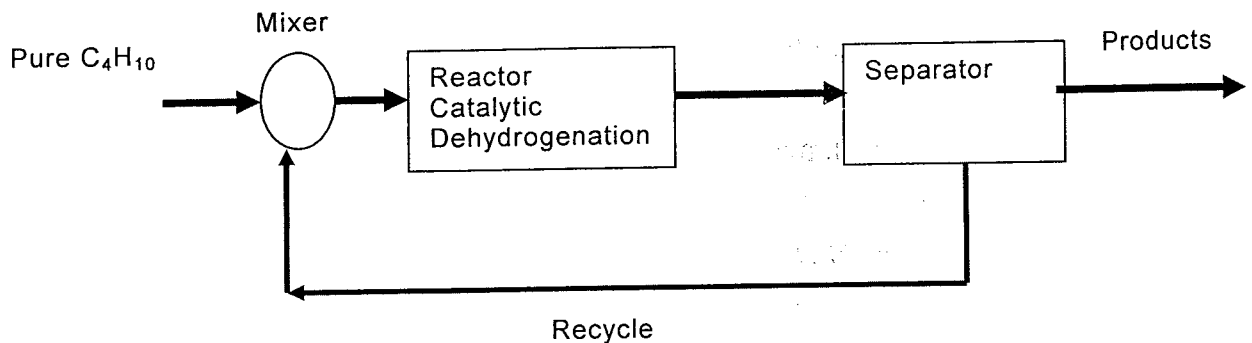 Mixer
Pure C₄H₁₀
Reactor
Catalytic
Dehydrogenation
Separator
Products
Recycle